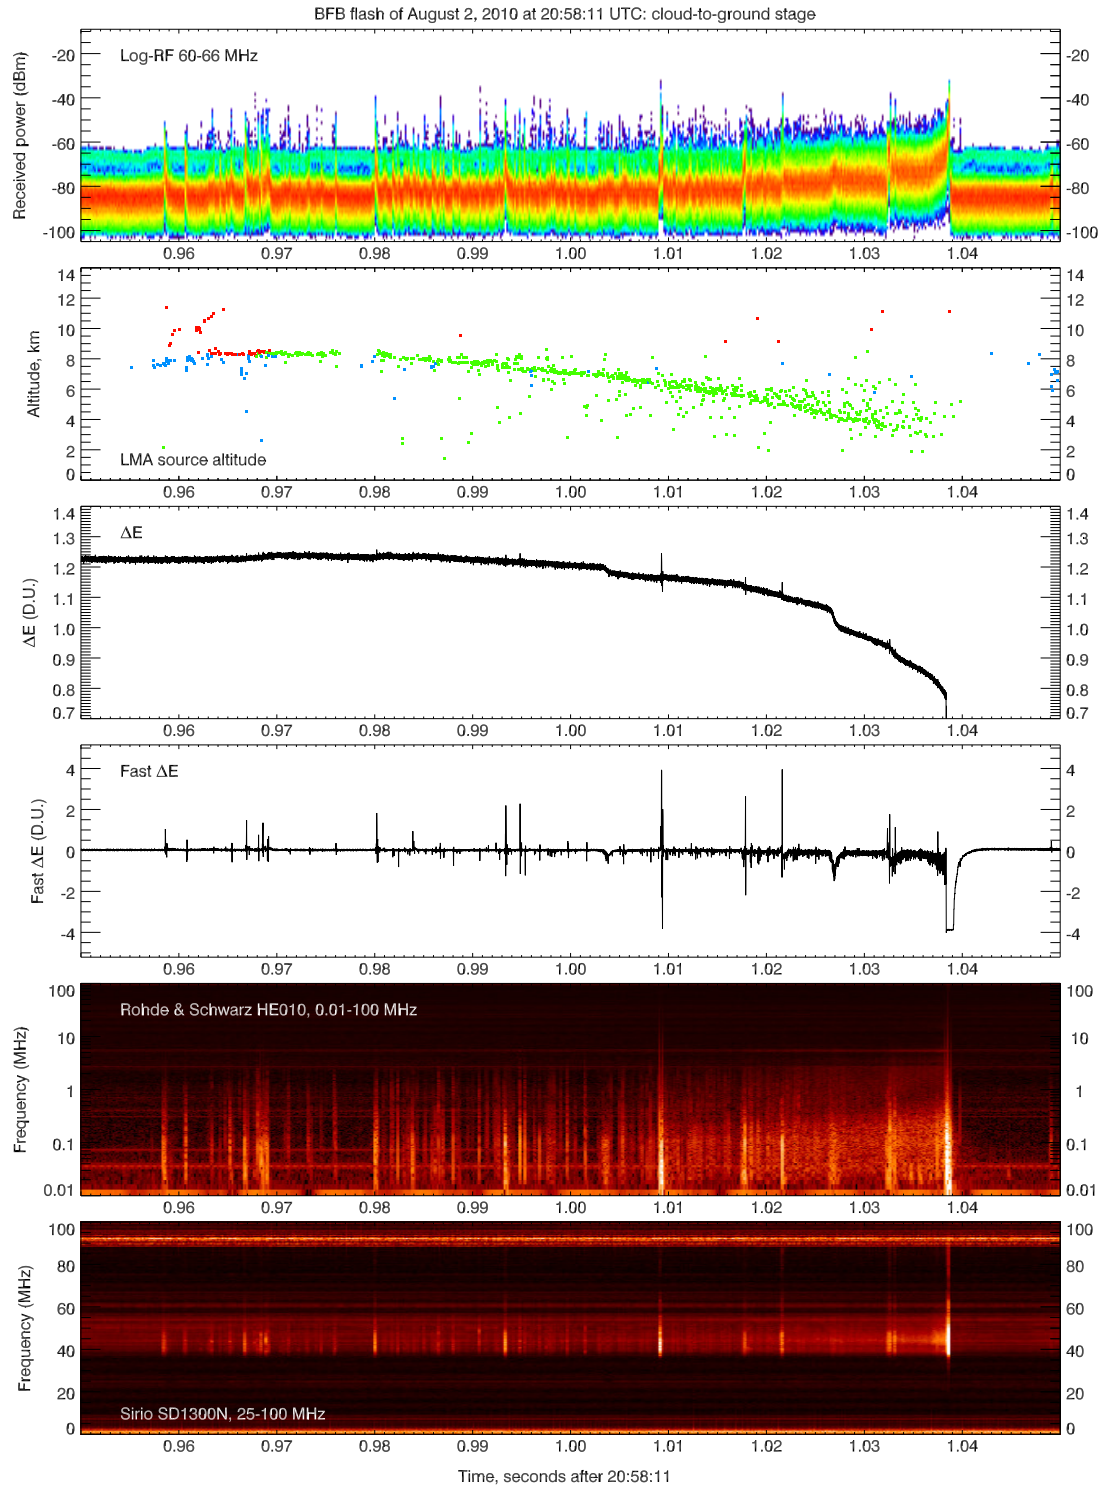 BFB flash of August 2, 2010 at 20:58:11 UTC: cloud-to-ground stage
Log-RF 60-66 MHz
Received power (dBm)
-20 -20
-40 -40
-60 -60
-80 -80
-100 -100
0.96 0.97 0.98 0.99 1.00 1.01 1.02 1.03 1.04
Altitude, km
14 14
12 12
10 10
8 8
6 6
4 4
2 2
0 0
LMA source altitude
0.96 0.97 0.98 0.99 1.00 1.01 1.02 1.03 1.04
ΔE
ΔE (D.U.)
1.4 1.4
1.3 1.3
1.2 1.2
1.1 1.1
1.0 1.0
0.9 0.9
0.8 0.8
0.7 0.7
0.96 0.97 0.98 0.99 1.00 1.01 1.02 1.03 1.04
Fast ΔE
Fast ΔE (D.U.)
4 4
2 2
0 0
-2 -2
-4 -4
0.96 0.97 0.98 0.99 1.00 1.01 1.02 1.03 1.04
Rohde & Schwarz HE010, 0.01-100 MHz
Frequency (MHz)
100 100
10 10
1 1
0.1 0.1
0.01 0.01
0.96 0.97 0.98 0.99 1.00 1.01 1.02 1.03 1.04
Frequency (MHz)
100 100
80 80
60 60
40 40
20 20
0 0
Sirio SD1300N, 25-100 MHz
0.96 0.97 0.98 0.99 1.00 1.01 1.02 1.03 1.04
Time, seconds after 20:58:11